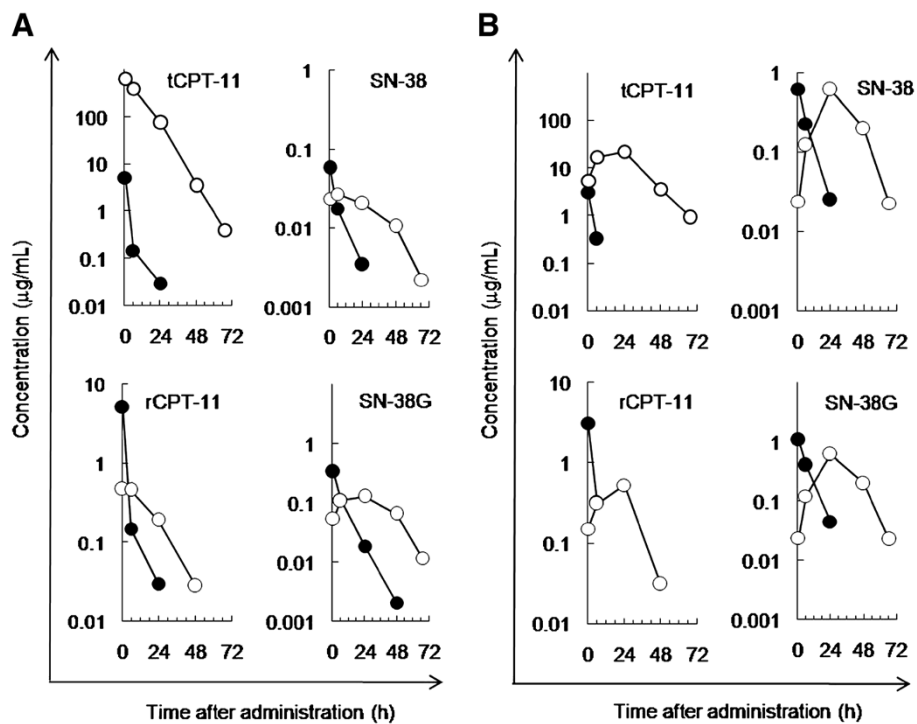 A
B
Concentration (µg/mL)
tCPT-11
100
10
1
0.1
0.01
0 24 48 72
SN-38
1
0.1
0.01
0.001
0 24 48 72
rCPT-11
10
1
0.1
0.01
0 24 48 72
SN-38G
1
0.1
0.01
0.001
0 24 48 72
Time after administration (h)
Concentration (µg/mL)
tCPT-11
100
10
1
0.1
0.01
0 24 48 72
SN-38
1
0.1
0.01
0.001
0 24 48 72
rCPT-11
10
1
0.1
0.01
0 24 48 72
SN-38G
1
0.1
0.01
0.001
0 24 48 72
Time after administration (h)